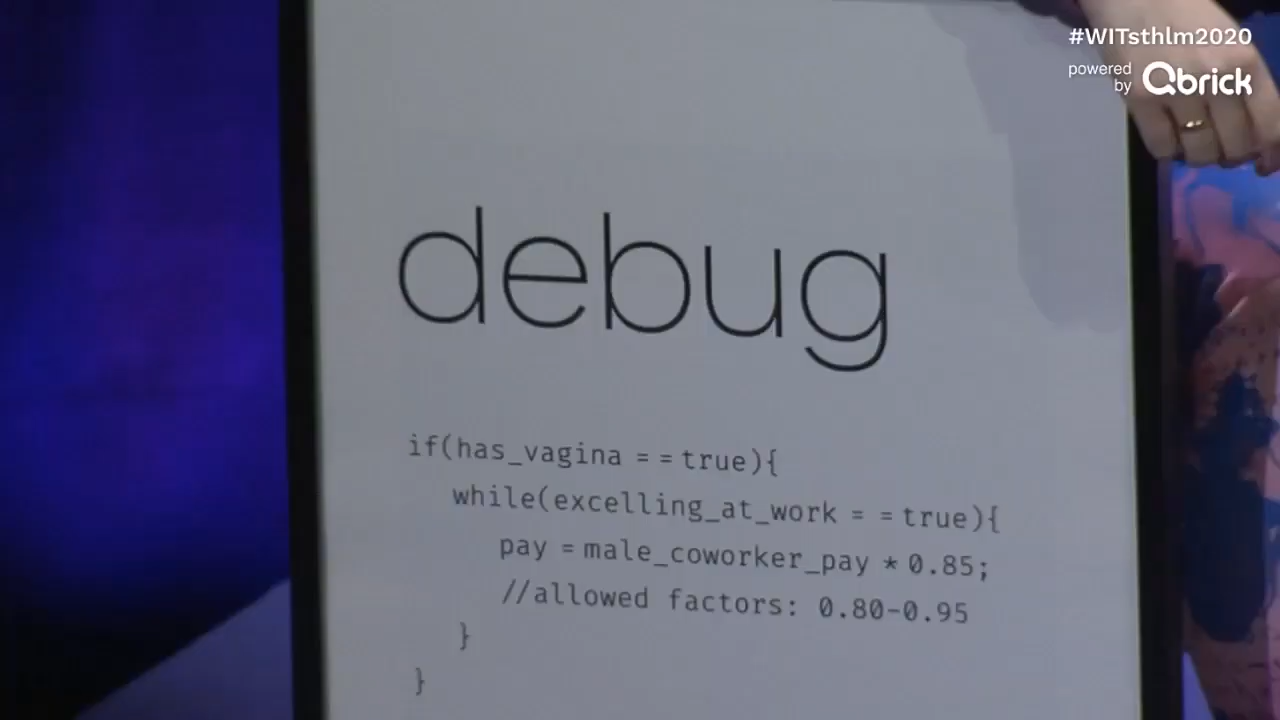 #WITsthlm2020
powered
by Qbrick
debug
if(has_vagina == true){
while(excelling_at_work == true){
pay = male_coworker_pay * 0.85;
//allowed factors: 0.80-0.95
}
}